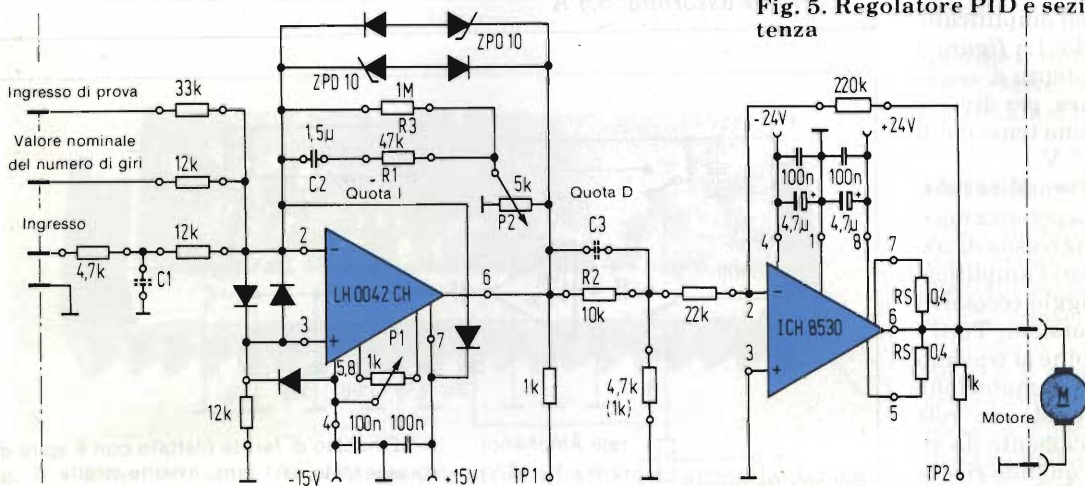 Fig. 5. Regolatore PID e sezi
tenza
ZPD 10
ZPD 10
Ingresso di prova
33k
1M
R3
220k
-24V
+24V
Valore nominale
del numero di giri
12k
1,5µ
C2
47k
R1
Quota I
5k
P2
Quota D
C3
100n
100n
4,7µ
+
4,7µ
+
Ingresso
4,7k
C1
12k
2
−
LH 0042 CH
6
3
+
5,8
P1
1k
7
4
12k
100n
100n
-15V
+15V
R2
10k
22k
1k
TP1
4,7k
(1k)
4
1
8
2
−
ICH 8530
3
+
7
RS
0,4
6
RS
0,4
5
1k
TP2
Motore
M